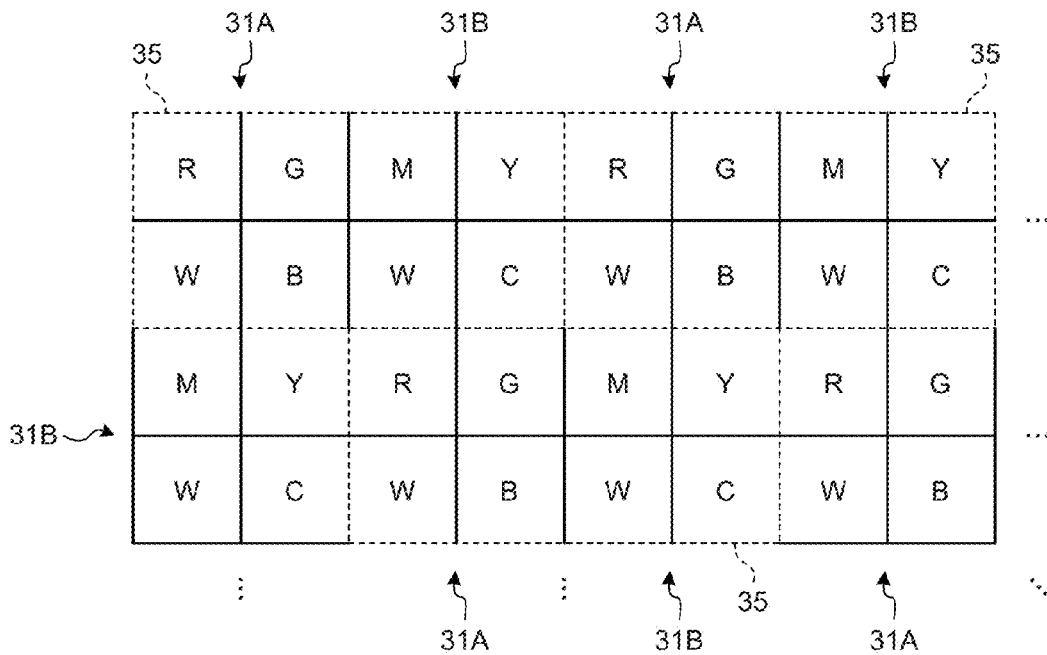 31A 31B 31A 31B
35 35
R G M Y R G M Y
W B W C W B W C ...
M Y R G M Y R G
31B ...
W C W B W C W B
35
... ... ...
31A 31B 31A